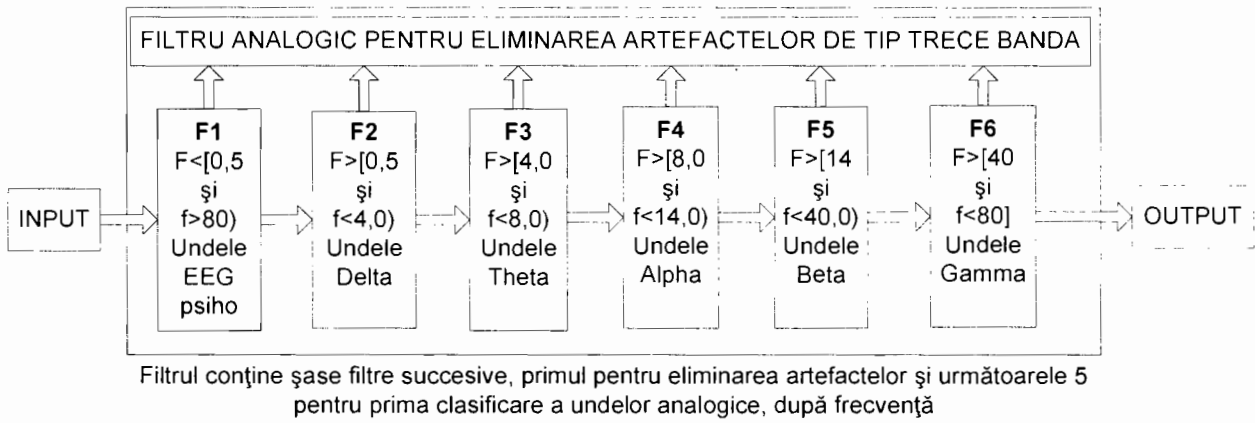 FILTRU ANALOGIC PENTRU ELIMINAREA ARTEFACTELOR DE TIP TRECE BANDA
INPUT
F1
F<[0,5
şi
f>80)
Undele
EEG
psiho
F2
F>[0,5
şi
f<4,0)
Undele
Delta
F3
F>[4,0
şi
f<8,0)
Undele
Theta
F4
F>[8,0
şi
f<14,0)
Undele
Alpha
F5
F>[14
şi
f<40,0)
Undele
Beta
F6
F>[40
şi
f<80]
Undele
Gamma
OUTPUT
Filtrul conţine şase filtre succesive, primul pentru eliminarea artefactelor şi următoarele 5
pentru prima clasificare a undelor analogice, după frecvenţă